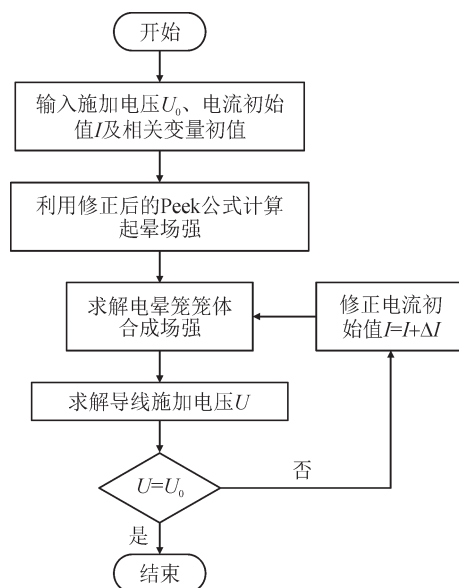 开始
输入施加电压U₀、电流初始
值I及相关变量初值
利用修正后的Peek公式计算
起晕场强
求解电晕笼笼体
合成场强
修正电流初
始值I=I+ΔI
求解导线施加电压U
U=U₀
否
是
结束